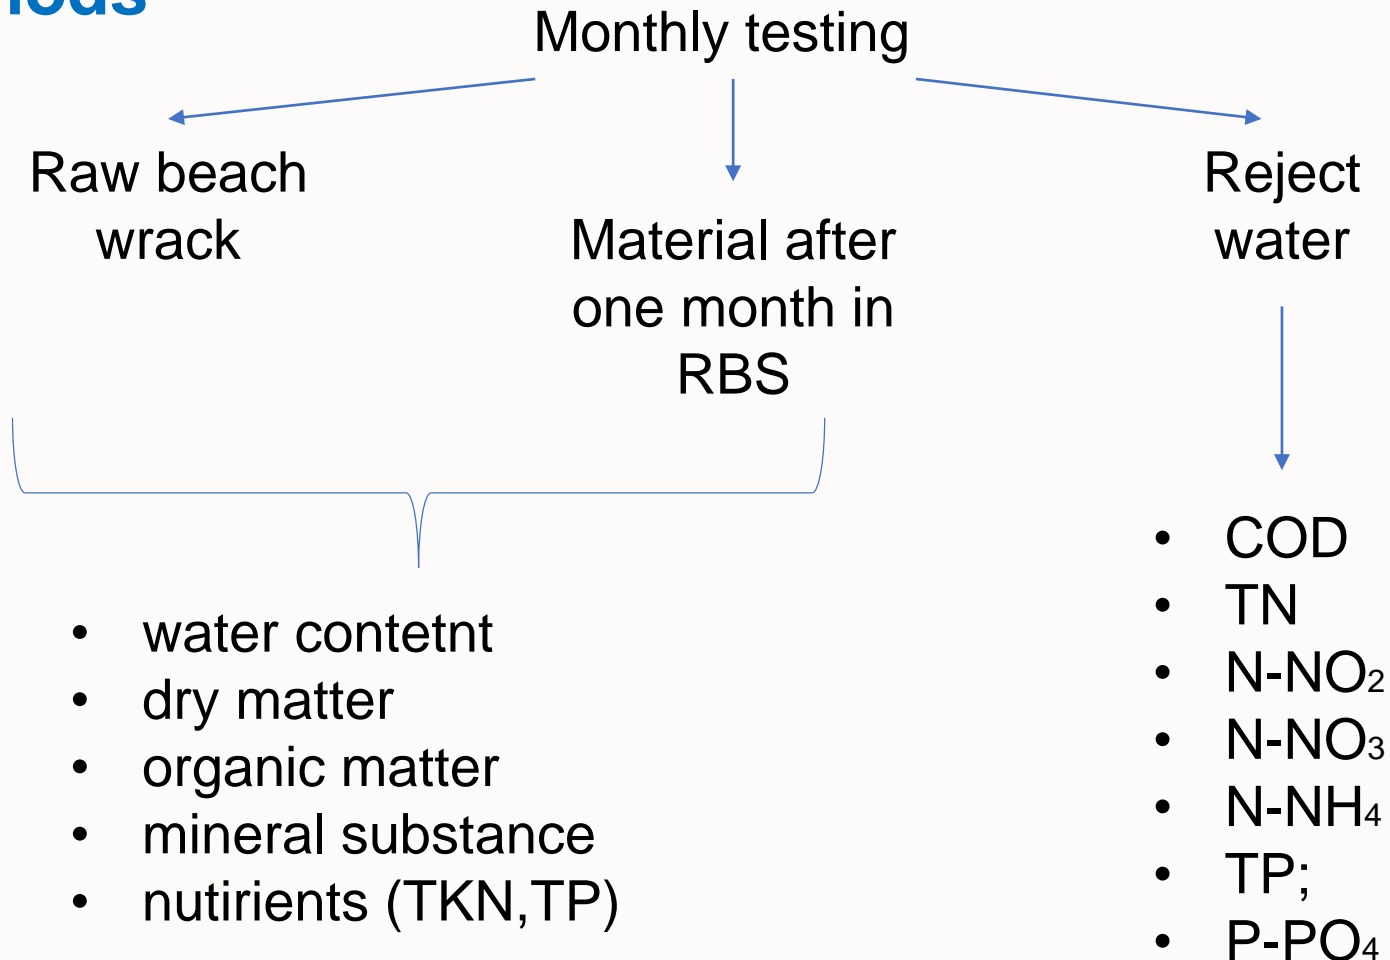 Monthly testing
Raw beach
wrack
Material after
one month in
RBS
Reject
water
• water contetnt
• dry matter
• organic matter
• mineral substance
• nutirients (TKN,TP)
• COD
• TN
• N-NO₂
• N-NO₃
• N-NH₄
• TP;
• P-PO₄